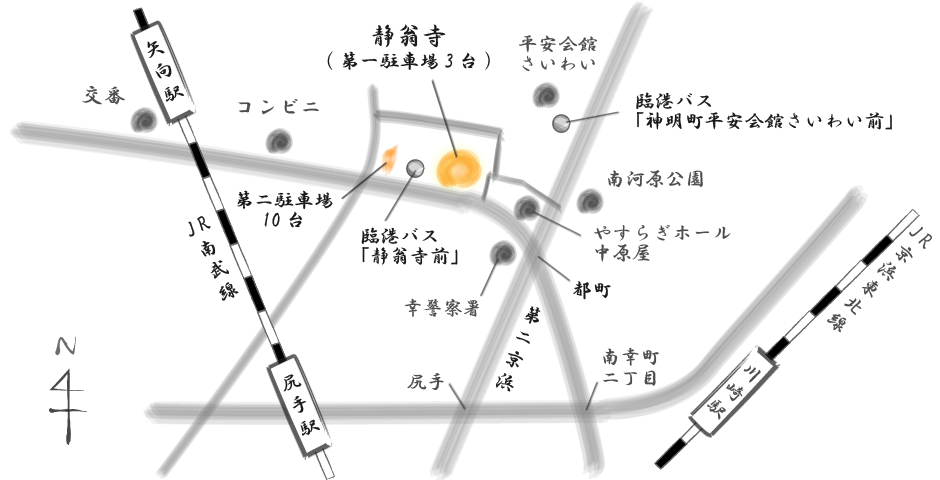 静翁寺
（第一駐車場3台）
平安会館
さいわい
矢向駅
交番
コンビニ
臨港バス
「神明町平安会館さいわい前」
第二駐車場
10台
南河原公園
臨港バス
「静翁寺前」
やすらぎホール
中原屋
JR南武線
JR京浜東北線
幸警察署
都町
第二京浜
N
尻手駅
尻手
南幸町
二丁目
川崎駅